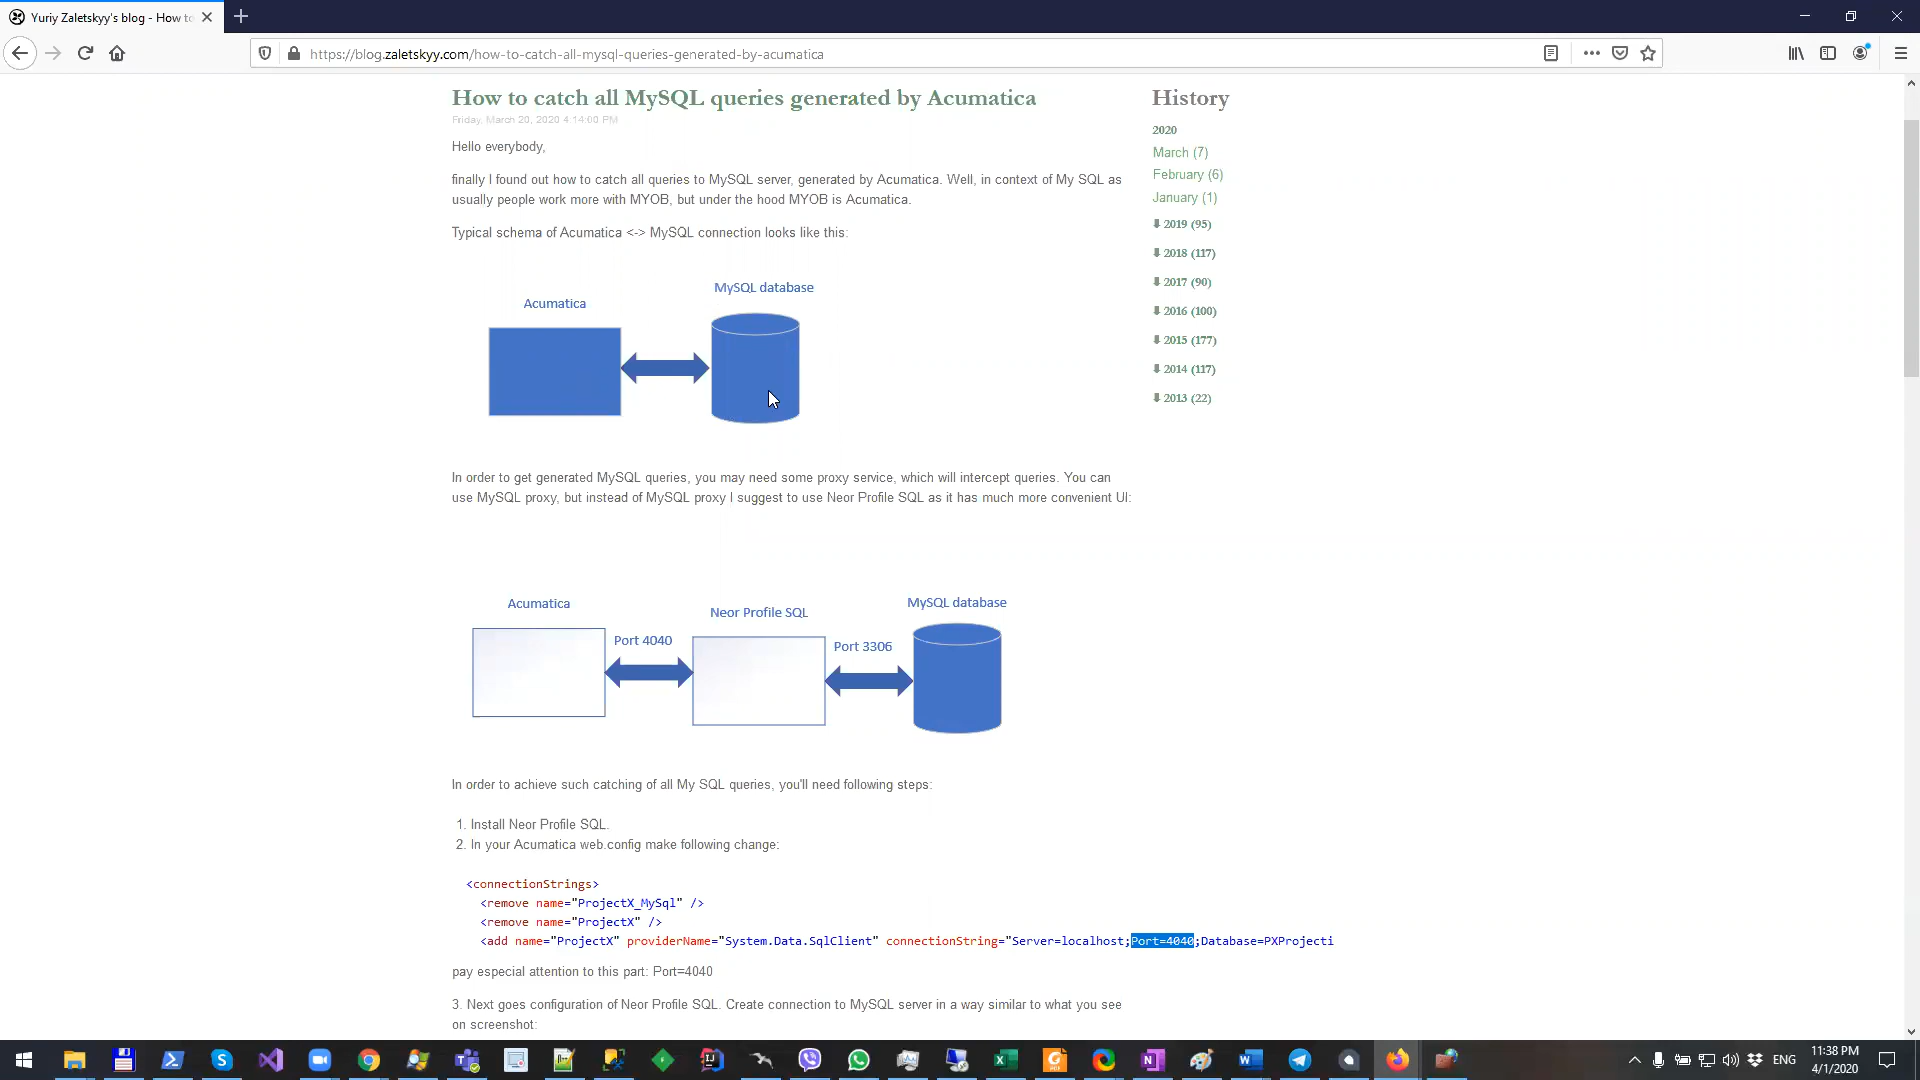 Yuriy Zaletskyy's blog - How to
https://blog.zaletskyy.com/how-to-catch-all-mysql-queries-generated-by-acumatica
How to catch all MySQL queries generated by Acumatica
Friday, March 20, 2020 4:14:00 PM
Hello everybody,
finally I found out how to catch all queries to MySQL server, generated by Acumatica. Well, in context of My SQL as
usually people work more with MYOB, but under the hood MYOB is Acumatica.
Typical schema of Acumatica <-> MySQL connection looks like this:
Acumatica
MySQL database
In order to get generated MySQL queries, you may need some proxy service, which will intercept queries. You can
use MySQL proxy, but instead of MySQL proxy I suggest to use Neor Profile SQL as it has much more convenient UI:
Acumatica
Port 4040
Neor Profile SQL
Port 3306
MySQL database
In order to achieve such catching of all My SQL queries, you'll need following steps:
1. Install Neor Profile SQL.
2. In your Acumatica web.config make following change:
<connectionStrings>
<remove name="ProjectX_MySql" />
<remove name="ProjectX" />
<add name="ProjectX" providerName="System.Data.SqlClient" connectionString="Server=localhost;Port=4040;Database=PXProjecti
pay especial attention to this part: Port=4040
3. Next goes configuration of Neor Profile SQL. Create connection to MySQL server in a way similar to what you see
on screenshot:
History
2020
March (7)
February (6)
January (1)
2019 (95)
2018 (117)
2017 (90)
2016 (100)
2015 (177)
2014 (117)
2013 (22)
ENG
11:38 PM
4/1/2020